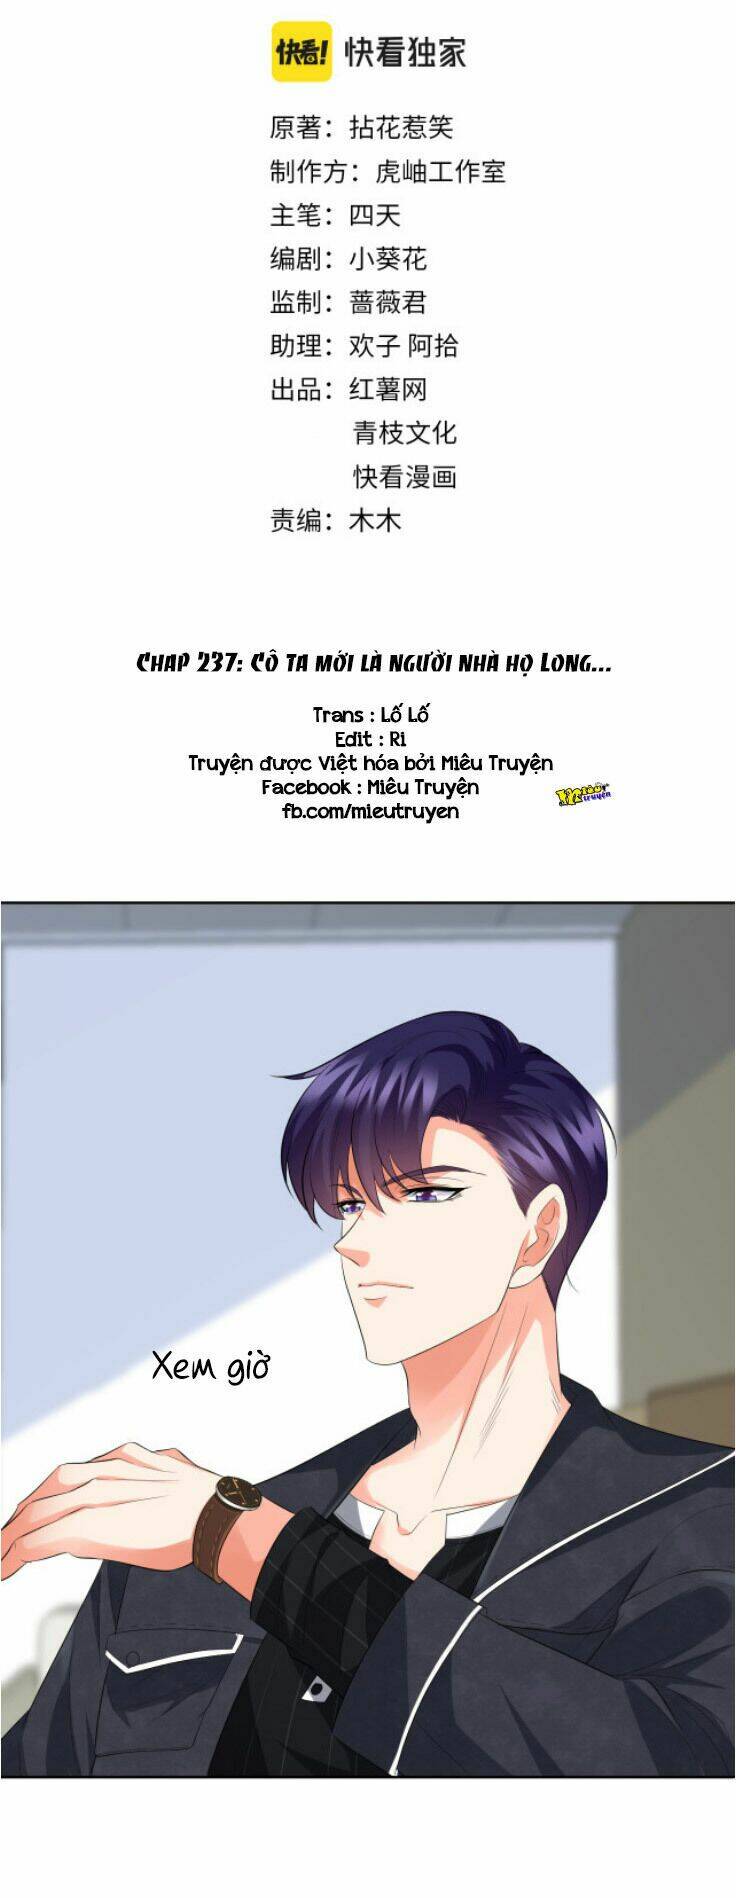 快看! 快看独家
原著：拈花惹笑
制作方：虎岫工作室
主笔：四天
编剧：小葵花
监制：蔷薇君
助理：欢子 阿拾
出品：红薯网
青枝文化
快看漫画
责编：木木
Chap 237: Cô ta mới là người nhà họ Long...
Trans : Lố Lố
Edit : Ri
Truyện được Việt hóa bởi Miêu Truyện
Facebook : Miêu Truyện
fb.com/mieutruyen
Miêu truyện
Xem giờ